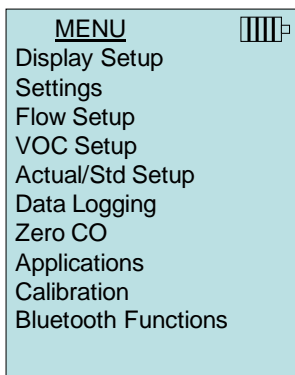 MENU
Display Setup
Settings
Flow Setup
VOC Setup
Actual/Std Setup
Data Logging
Zero CO
Applications
Calibration
Bluetooth Functions